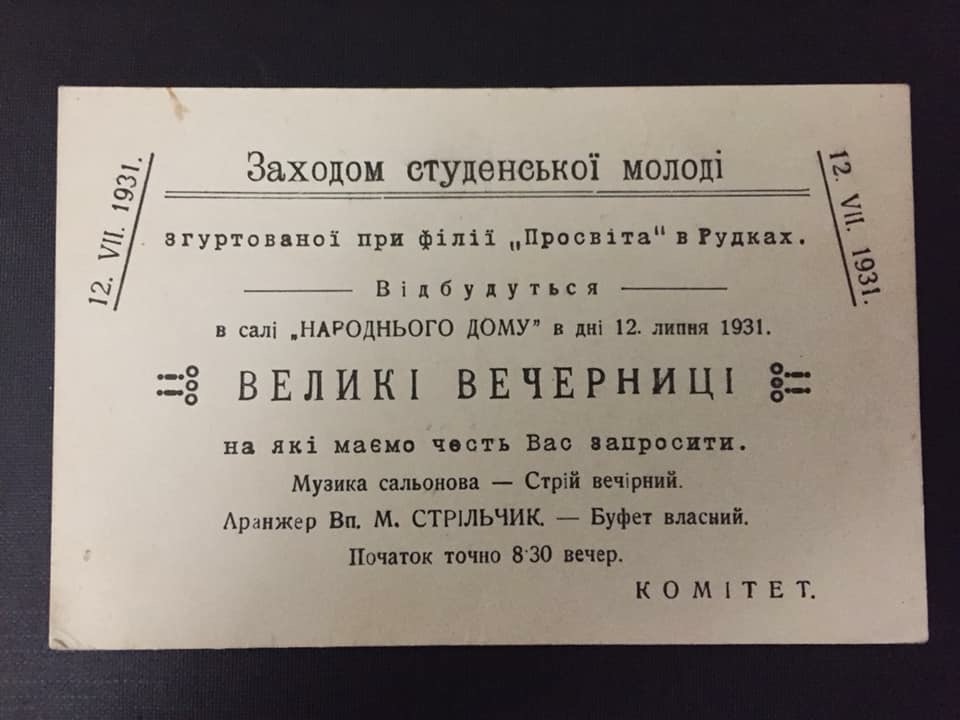 12. VII. 1931.
12. VII. 1931.
Заходом студенської молоді
згуртованої при філії „Просвіта“ в Рудках.
Відбудуться
в салі „НАРОДНЬОГО ДОМУ” в дні 12. липня 1931.
ВЕЛИКІ ВЕЧЕРНИЦІ
на які маємо честь Вас запросити.
Музика сальонова — Стрій вечірний.
Аранжер Вп. М. СТРІЛЬЧИК. — Буфет власний.
Початок точно 8·30 вечер.
КОМІТЕТ.